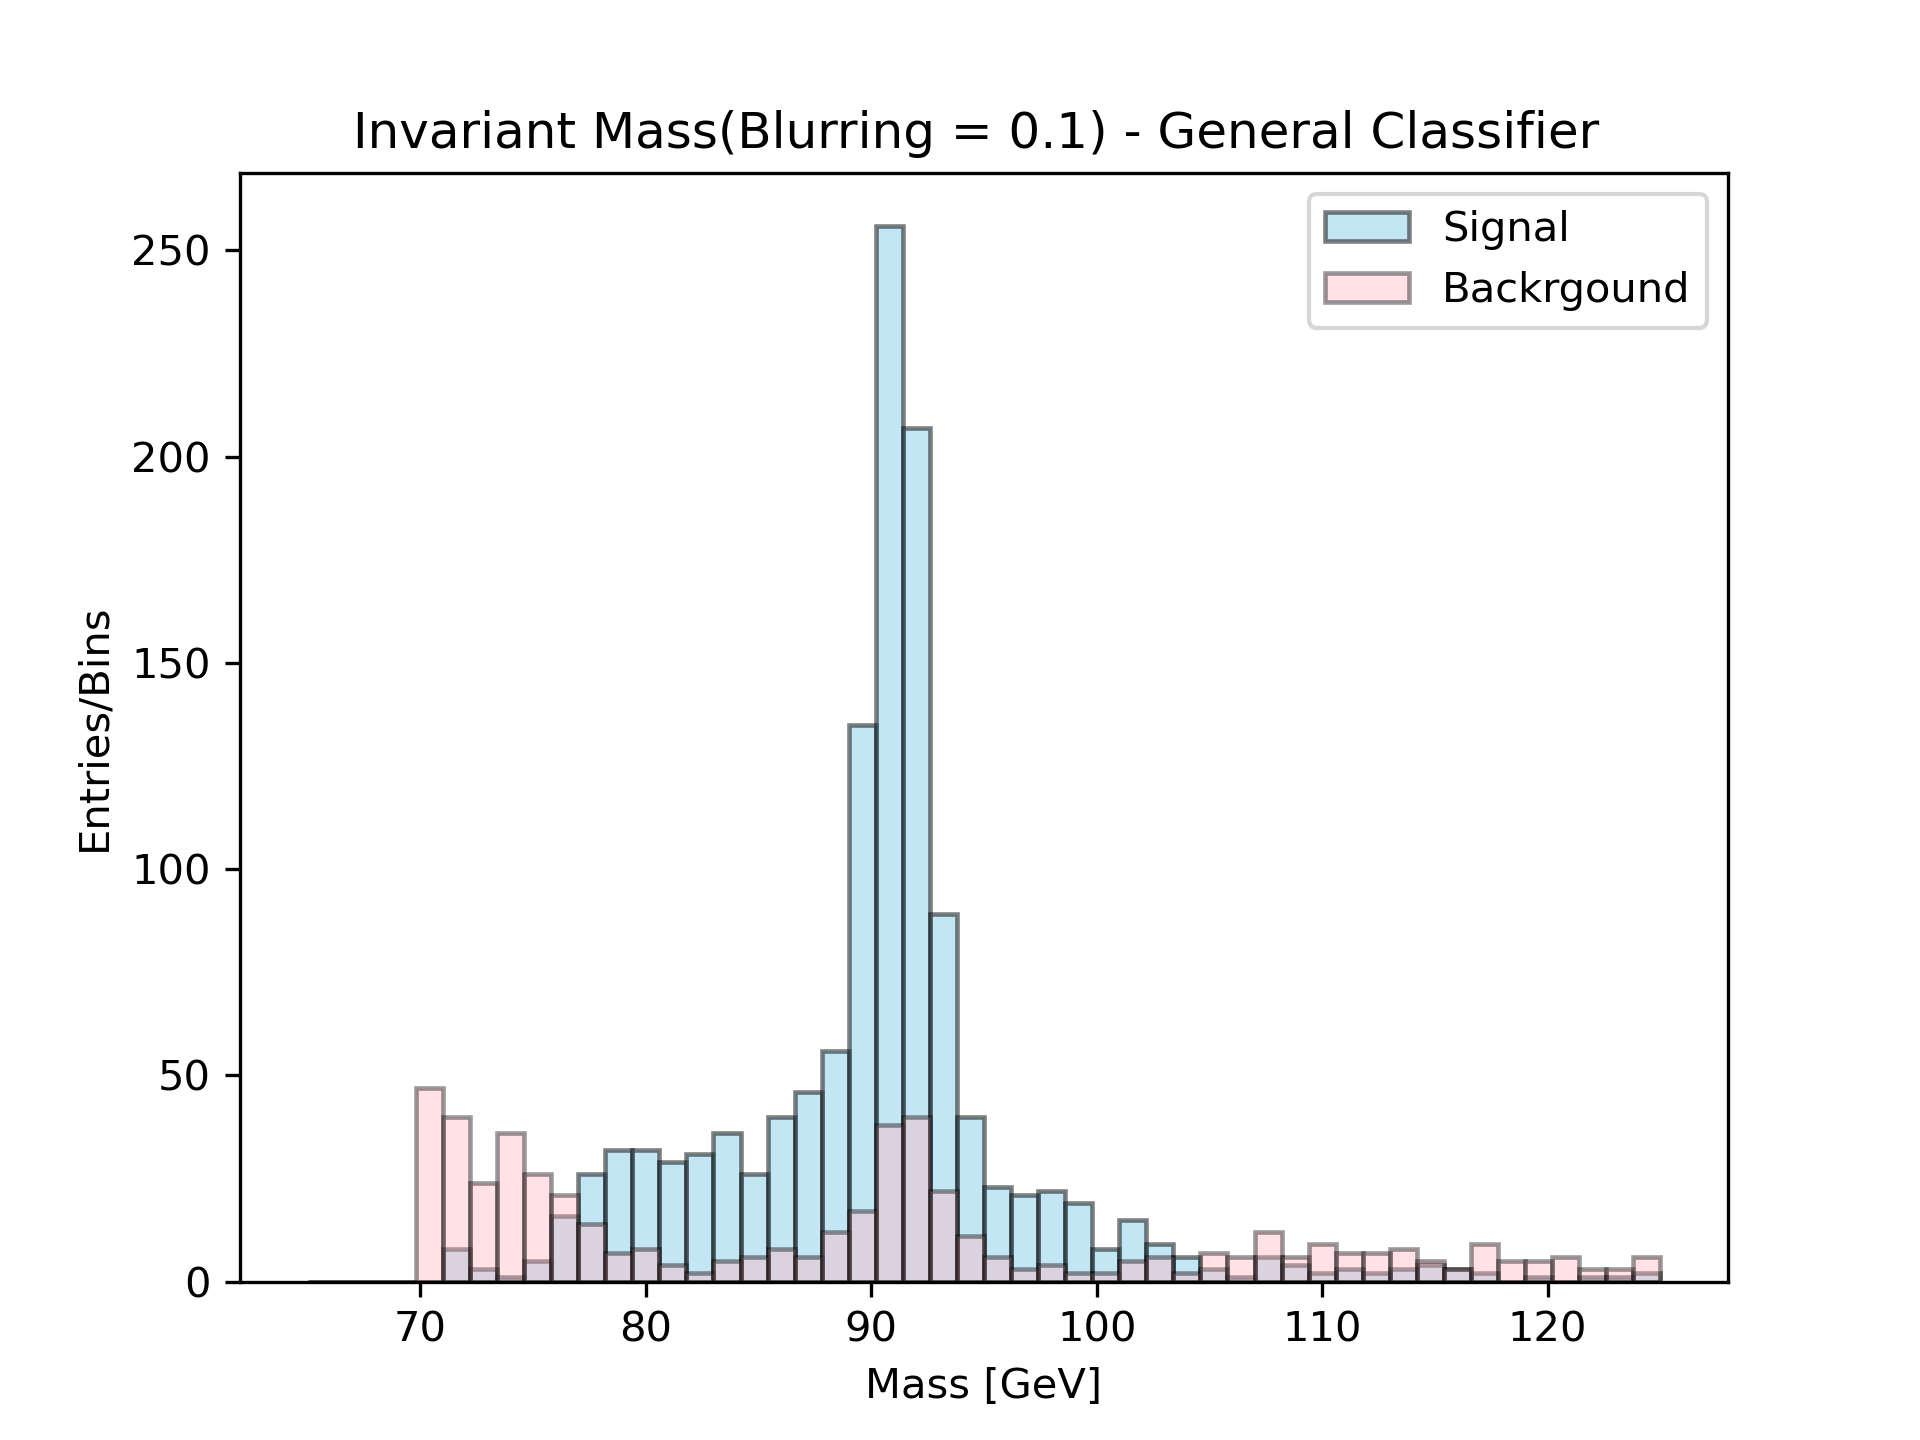 Invariant Mass(Blurring = 0.1) - General Classifier
Signal
Backrgound
250
200
150
100
50
0
Entries/Bins
70 80 90 100 110 120
Mass [GeV]